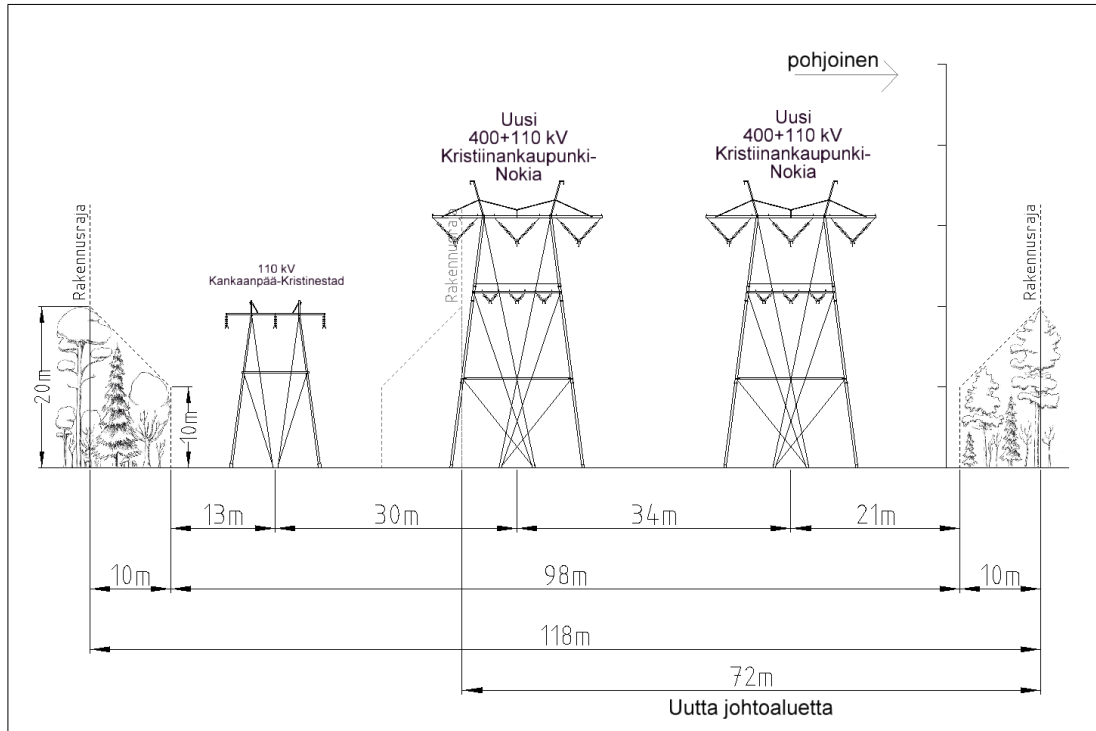 pohjoinen
Uusi
400+110 kV
Kristiinankaupunki-
Nokia
Uusi
400+110 kV
Kristiinankaupunki-
Nokia
Rakennusraja
110 kV
Kankaanpää-Kristinestad
Rakennusraja
Rakennusraja
20m
10m
13m
30m
34m
21m
10m
98m
10m
118m
72m
Uutta johtoaluetta